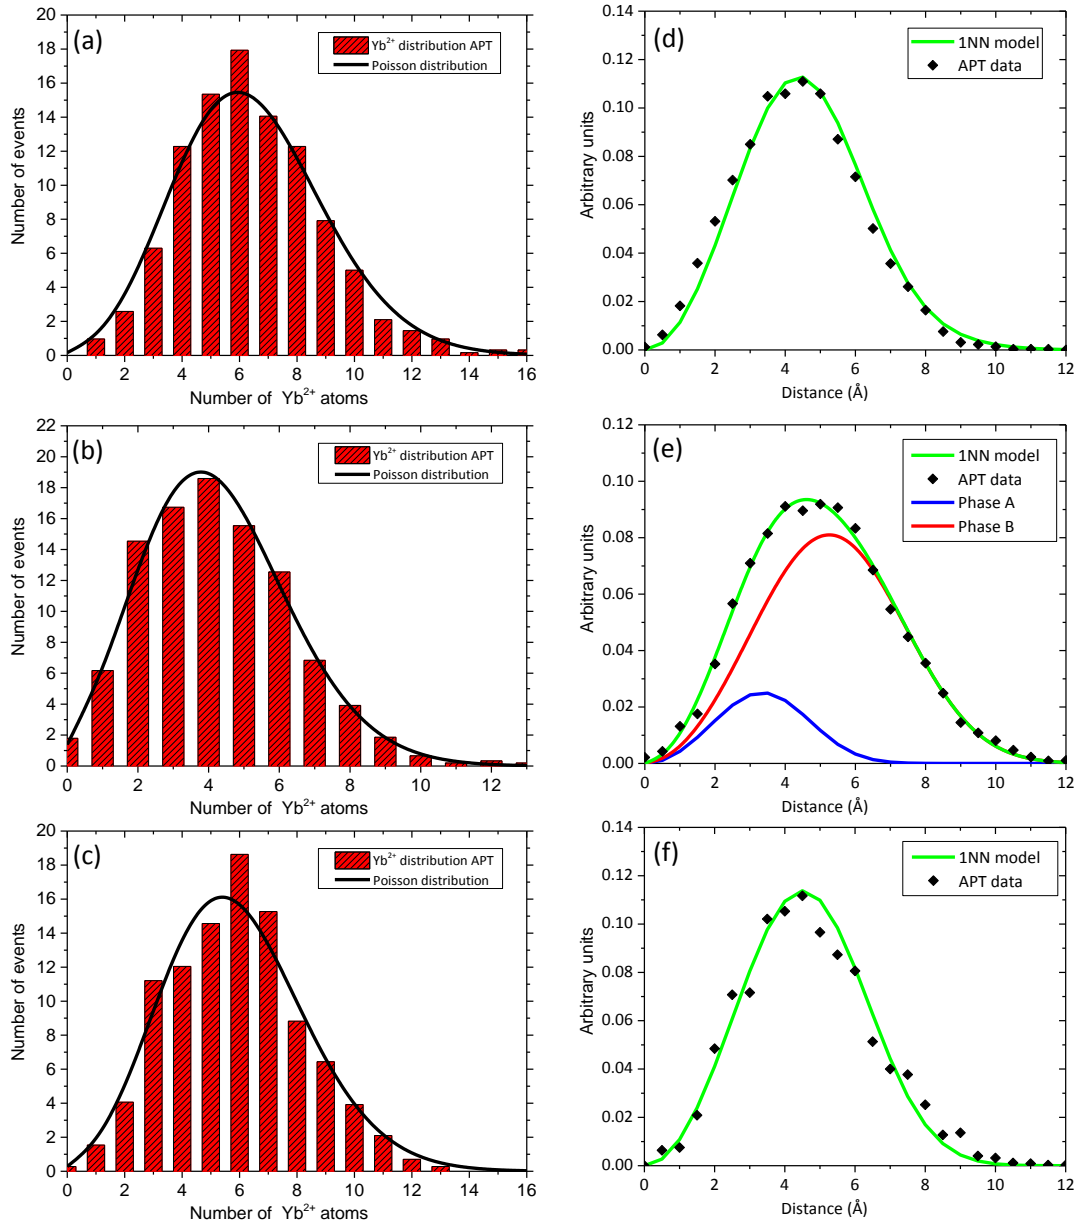 (a)
Yb²⁺ distribution APT
Poisson distribution
Number of events
20
18
16
14
12
10
8
6
4
2
0
0 2 4 6 8 10 12 14 16
Number of Yb²⁺ atoms
(d)
1NN model
APT data
Arbitrary units
0.14
0.12
0.10
0.08
0.06
0.04
0.02
0.00
0 2 4 6 8 10 12
Distance (Å)
(b)
Yb²⁺ distribution APT
Poisson distribution
Number of events
22
20
18
16
14
12
10
8
6
4
2
0
0 2 4 6 8 10 12
Number of Yb²⁺ atoms
(e)
1NN model
APT data
Phase A
Phase B
Arbitrary units
0.12
0.10
0.08
0.06
0.04
0.02
0.00
0 2 4 6 8 10 12
Distance (Å)
(c)
Yb²⁺ distribution APT
Poisson distribution
Number of events
20
18
16
14
12
10
8
6
4
2
0
0 2 4 6 8 10 12 14 16
Number of Yb²⁺ atoms
(f)
1NN model
APT data
Arbitrary units
0.14
0.12
0.10
0.08
0.06
0.04
0.02
0.00
0 2 4 6 8 10 12
Distance (Å)